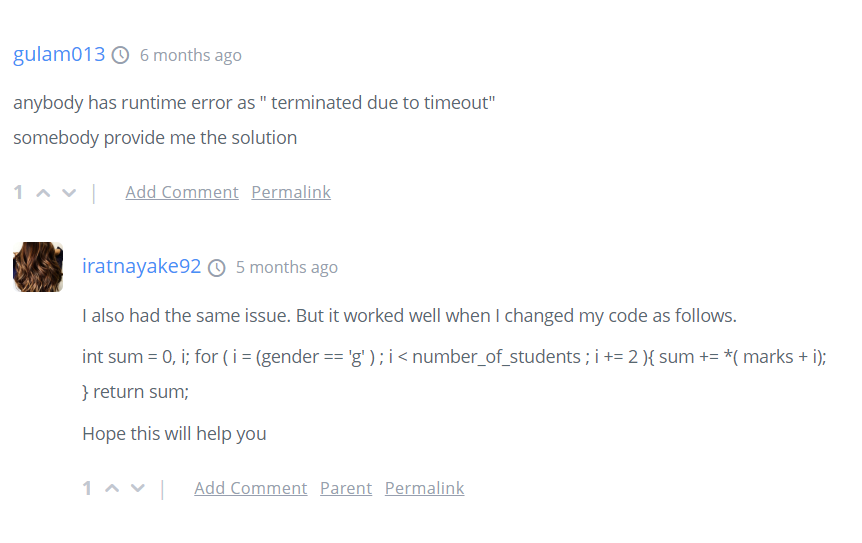 gulam013 6 months ago
anybody has runtime error as " terminated due to timeout"
somebody provide me the solution
1 | Add Comment Permalink
iratnayake92 5 months ago
I also had the same issue. But it worked well when I changed my code as follows.
int sum = 0, i; for ( i = (gender == 'g' ) ; i < number_of_students ; i += 2 ){ sum += *( marks + i);
} return sum;
Hope this will help you
1 | Add Comment Parent Permalink